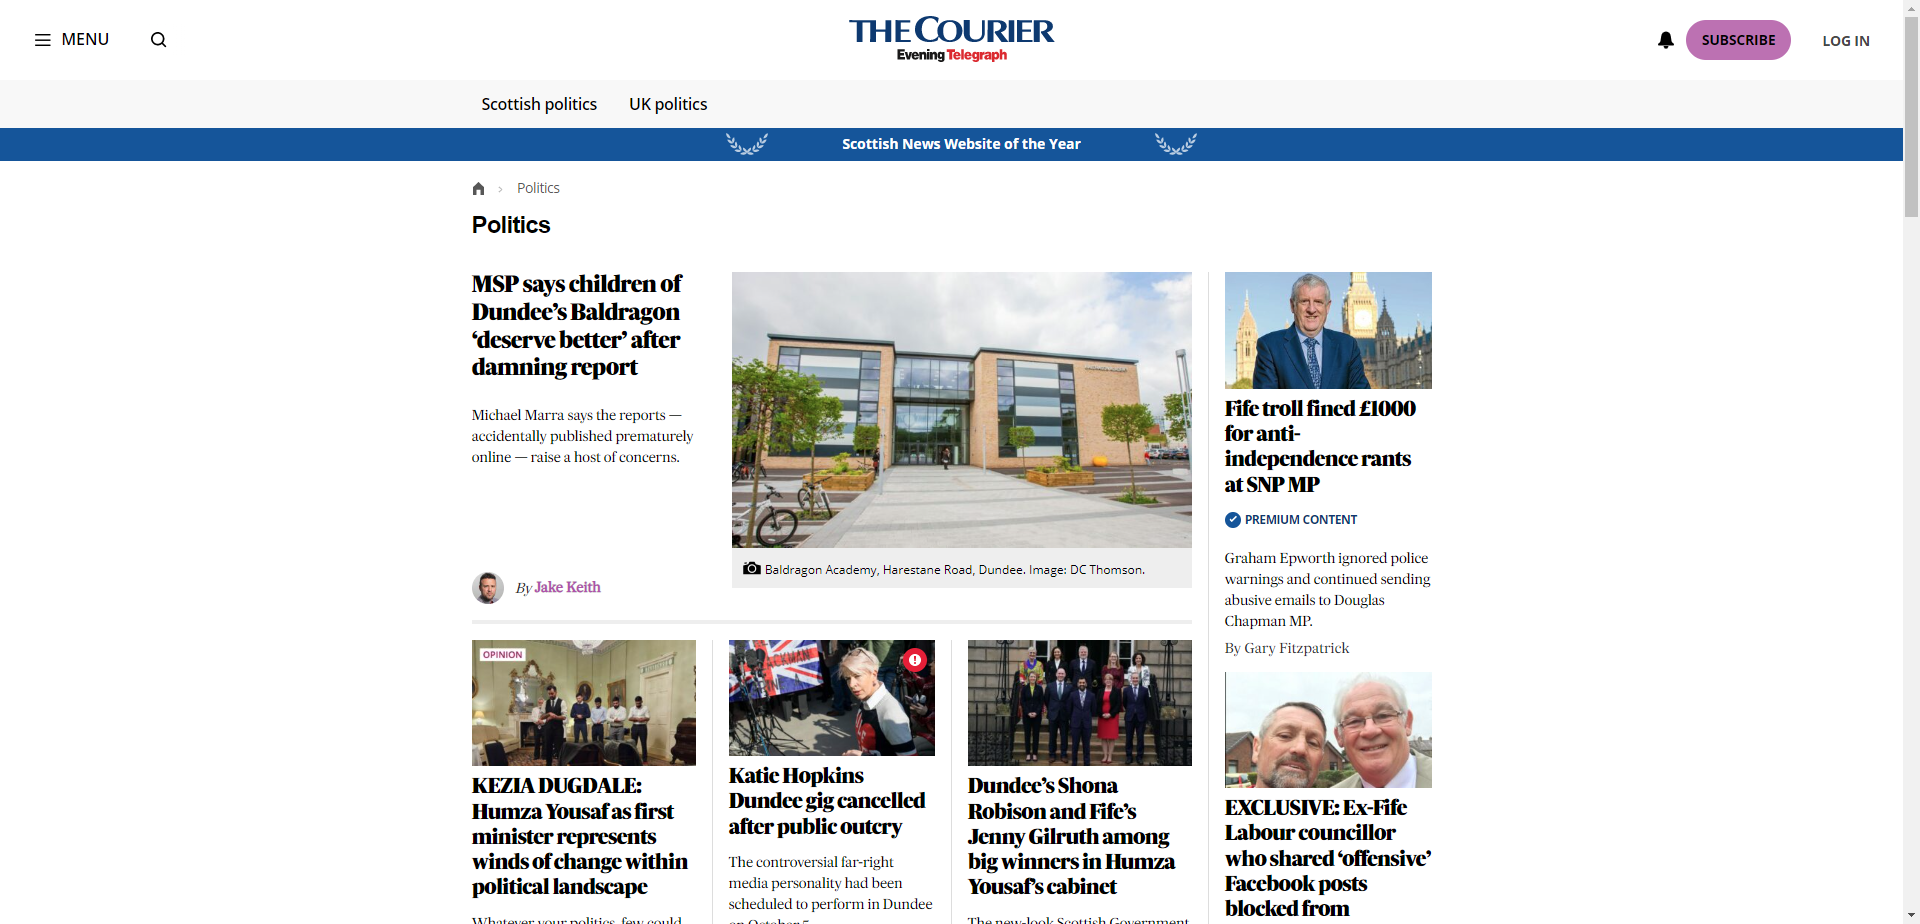 MENU
THE COURIER
Evening Telegraph
SUBSCRIBE
LOG IN
Scottish politics
UK politics
Scottish News Website of the Year
Politics
Politics
MSP says children of
Dundee’s Baldragon
‘deserve better’ after
damning report
Michael Marra says the reports —
accidentally published prematurely
online — raise a host of concerns.
By Jake Keith
Baldragon Academy, Harestane Road, Dundee. Image: DC Thomson.
Fife troll fined £1000
for anti-
independence rants
at SNP MP
PREMIUM CONTENT
Graham Epworth ignored police
warnings and continued sending
abusive emails to Douglas
Chapman MP.
By Gary Fitzpatrick
OPINION
KEZIA DUGDALE:
Humza Yousaf as first
minister represents
winds of change within
political landscape
Whatever your politics, few could
Katie Hopkins
Dundee gig cancelled
after public outcry
The controversial far-right
media personality had been
scheduled to perform in Dundee
on October 5
Dundee’s Shona
Robison and Fife’s
Jenny Gilruth among
big winners in Humza
Yousaf’s cabinet
The new-look Scottish Government
EXCLUSIVE: Ex-Fife
Labour councillor
who shared ‘offensive’
Facebook posts
blocked from